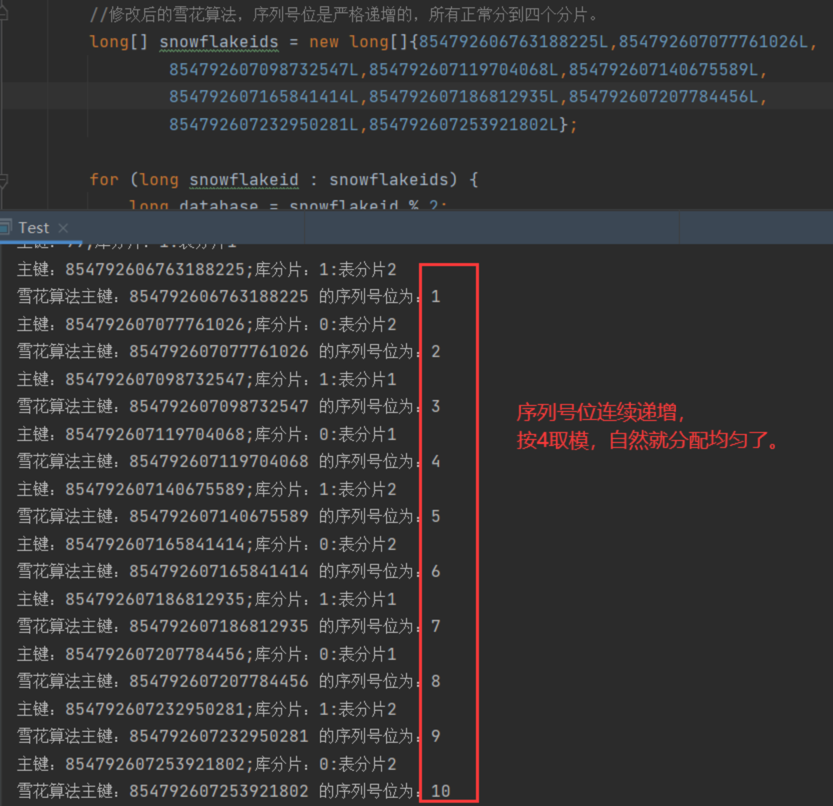 //修改后的雪花算法，序列号位是严格递增的，所有正常分到四个分片。
long[] snowflakeids = new long[]{854792606763188225L,854792607077761026L,
854792607098732547L,854792607119704068L,854792607140675589L,
854792607165841414L,854792607186812935L,854792607207784456L,
854792607232950281L,854792607253921802L};
for (long snowflakeid : snowflakeids) {
long database = snowflakeid % 2;
Test
主键：99;库分片：1:表分片1
主键：854792606763188225;库分片：1:表分片2
雪花算法主键：854792606763188225 的序列号位为：1
主键：854792607077761026;库分片：0:表分片2
雪花算法主键：854792607077761026 的序列号位为：2
主键：854792607098732547;库分片：1:表分片1
雪花算法主键：854792607098732547 的序列号位为：3
主键：854792607119704068;库分片：0:表分片1
雪花算法主键：854792607119704068 的序列号位为：4
主键：854792607140675589;库分片：1:表分片2
雪花算法主键：854792607140675589 的序列号位为：5
主键：854792607165841414;库分片：0:表分片2
雪花算法主键：854792607165841414 的序列号位为：6
主键：854792607186812935;库分片：1:表分片1
雪花算法主键：854792607186812935 的序列号位为：7
主键：854792607207784456;库分片：0:表分片1
雪花算法主键：854792607207784456 的序列号位为：8
主键：854792607232950281;库分片：1:表分片2
雪花算法主键：854792607232950281 的序列号位为：9
主键：854792607253921802;库分片：0:表分片2
雪花算法主键：854792607253921802 的序列号位为：10
序列号位连续递增，
按4取模，自然就分配均匀了。